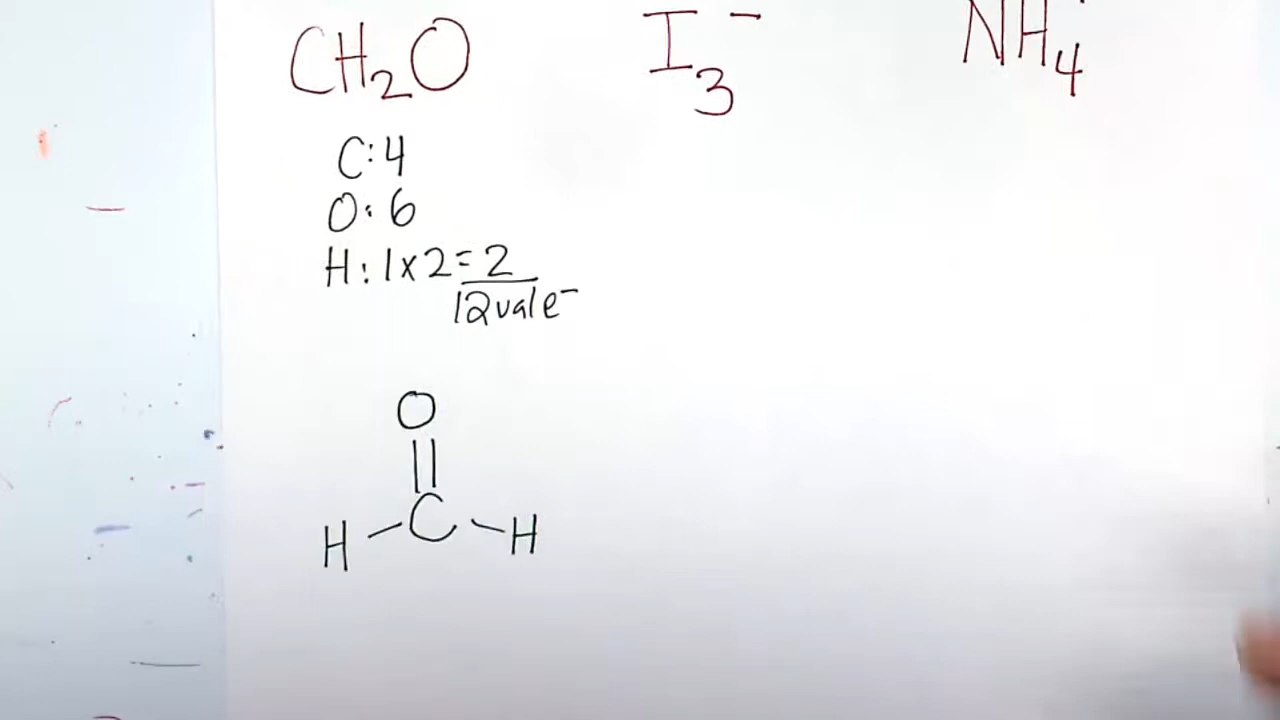 CH₂O I₃⁻ NH₄
C: 4
O: 6
H: 1x2=2
12 val e⁻
O
H C H